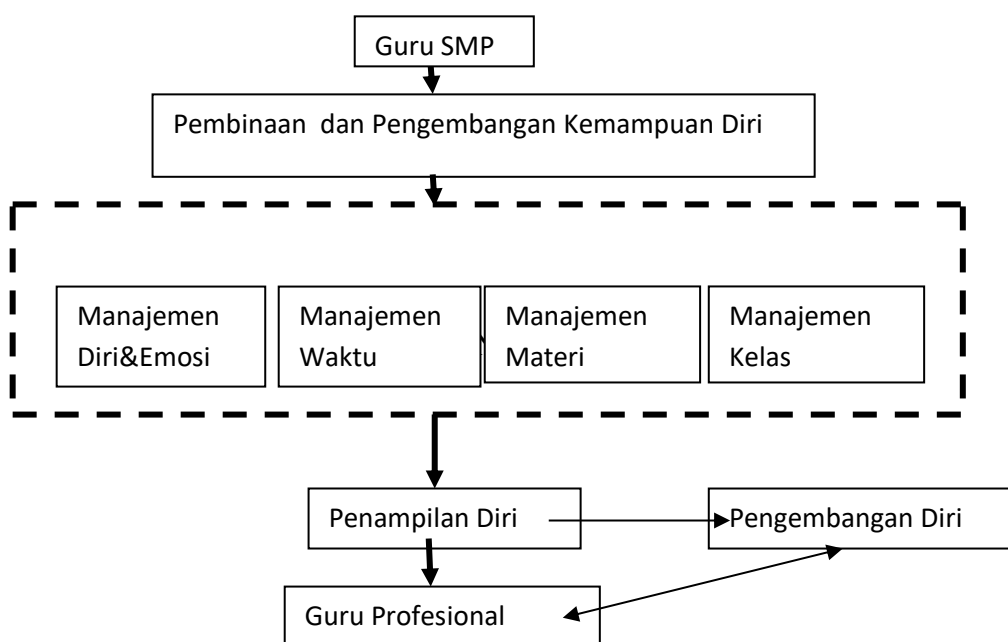 Guru SMP
Pembinaan dan Pengembangan Kemampuan Diri
Manajemen
Diri&Emosi
Manajemen
Waktu
Manajemen
Materi
Manajemen
Kelas
Penampilan Diri
Pengembangan Diri
Guru Profesional